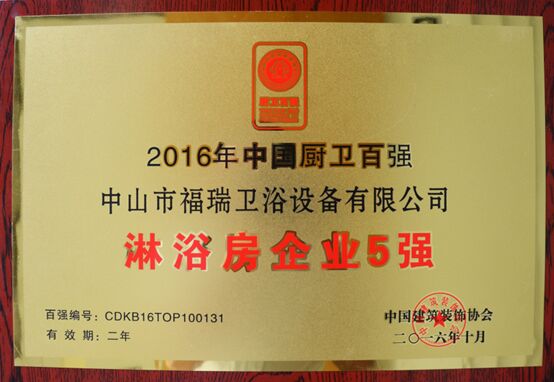 2016年中国厨卫百强
中山市福瑞卫浴设备有限公司
淋浴房企业5强
百强编号：CDKB16TOP100131
有 效 期：二年
中国建筑装饰协会
二〇一六年十月